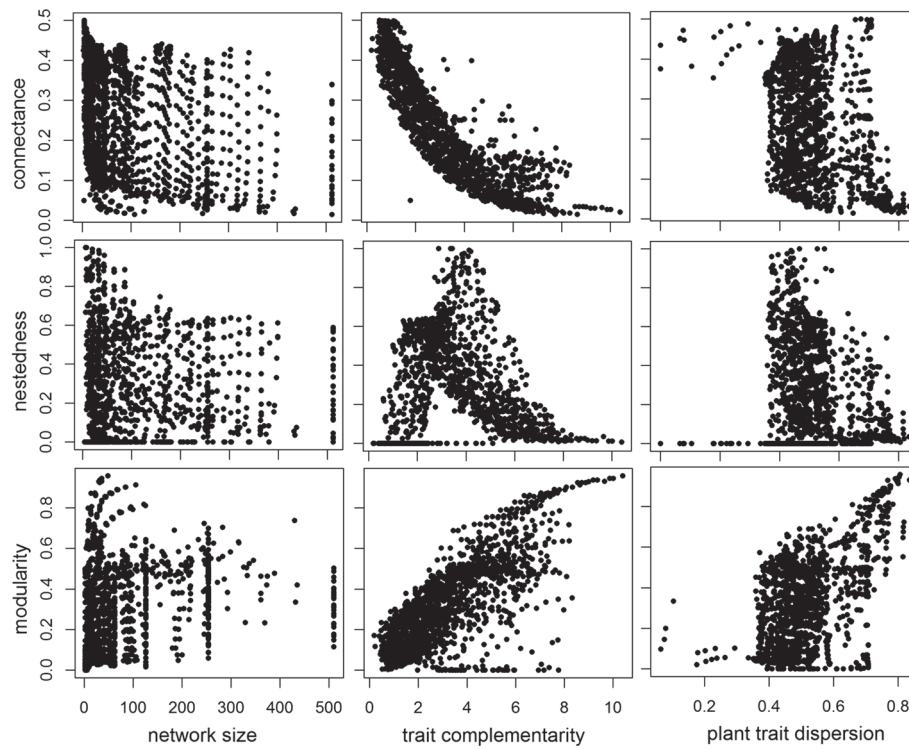 0.5
0.4
0.3
0.2
0.1
0.0
connectance
1.0
0.8
0.6
0.4
0.2
0.0
nestedness
0.8
0.6
0.4
0.2
0.0
modularity
0 100 200 300 400 500
0 2 4 6 8 10
0.2 0.4 0.6 0.8
network size
trait complementarity
plant trait dispersion